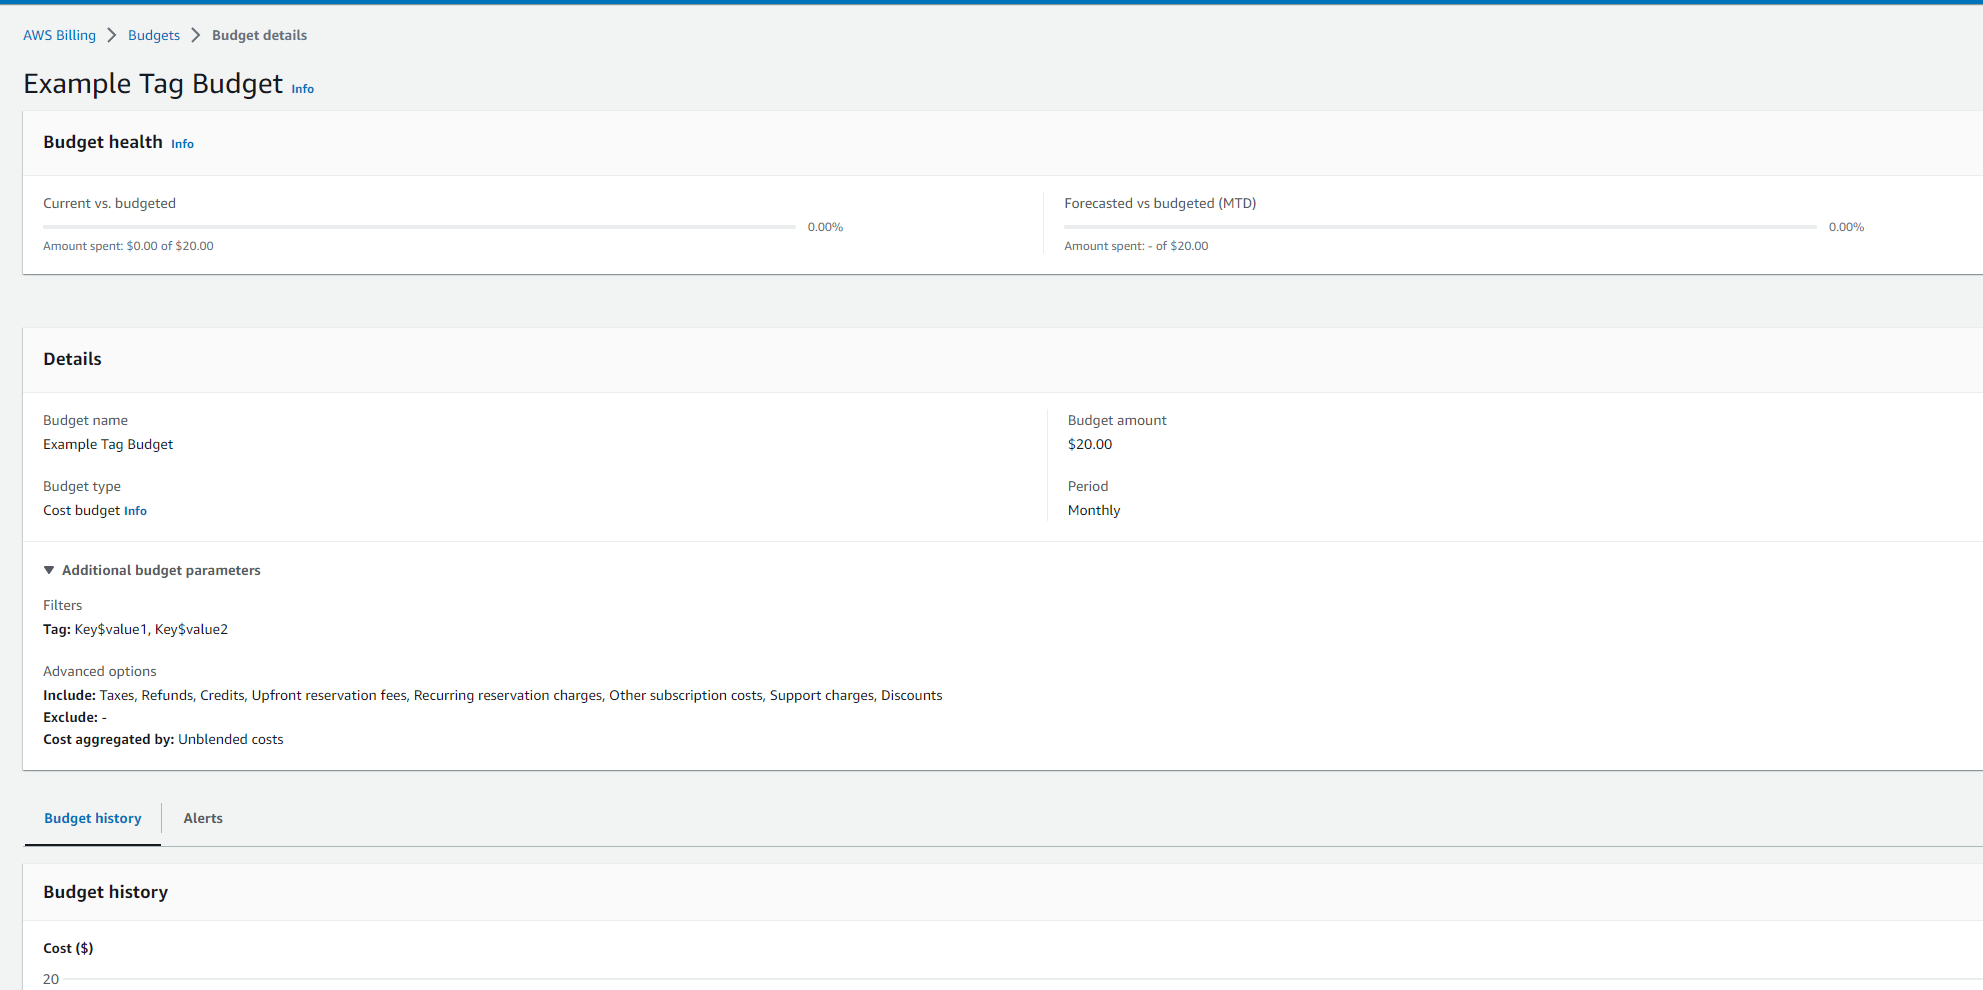 AWS Billing > Budgets > Budget details
Example Tag Budget Info
Budget health Info
Current vs. budgeted
0.00%
Amount spent: $0.00 of $20.00
Forecasted vs budgeted (MTD)
0.00%
Amount spent: - of $20.00
Details
Budget name
Example Tag Budget
Budget type
Cost budget Info
Budget amount
$20.00
Period
Monthly
Additional budget parameters
Filters
Tag: Key$value1, Key$value2
Advanced options
Include: Taxes, Refunds, Credits, Upfront reservation fees, Recurring reservation charges, Other subscription costs, Support charges, Discounts
Exclude: -
Cost aggregated by: Unblended costs
Budget history Alerts
Budget history
Cost ($)
20